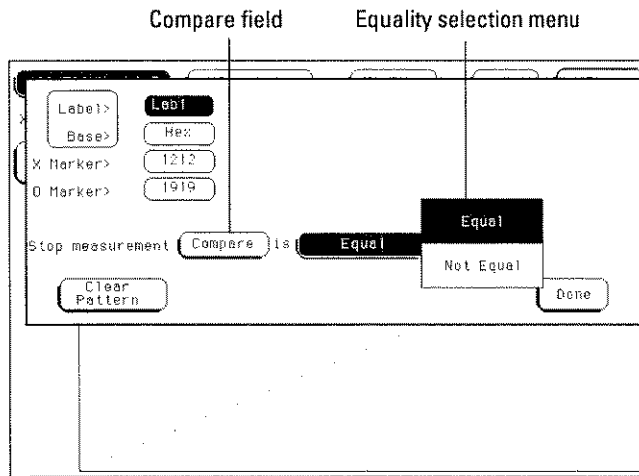 Compare field Equality selection menu
Label> Lab1
Base> Hex
X Marker> 1212
O Marker> 1919
Equal
Stop measurement Compare is Equal
Not Equal
Clear
Pattern
Done